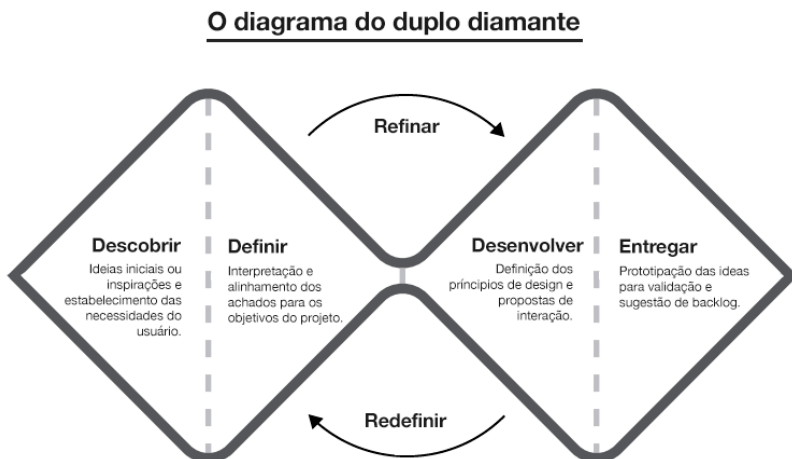 O diagrama do duplo diamante
Refinar
Descobrir
Ideias iniciais ou
inspirações e
estabelecimento das
necessidades do
usuário.
Definir
Interpretação e
alinhamento dos
achados para os
objetivos do projeto.
Desenvolver
Definição dos
príncipios de design e
propostas de
interação.
Entregar
Prototipação das ideas
para validação e
sugestão de backlog.
Redefinir